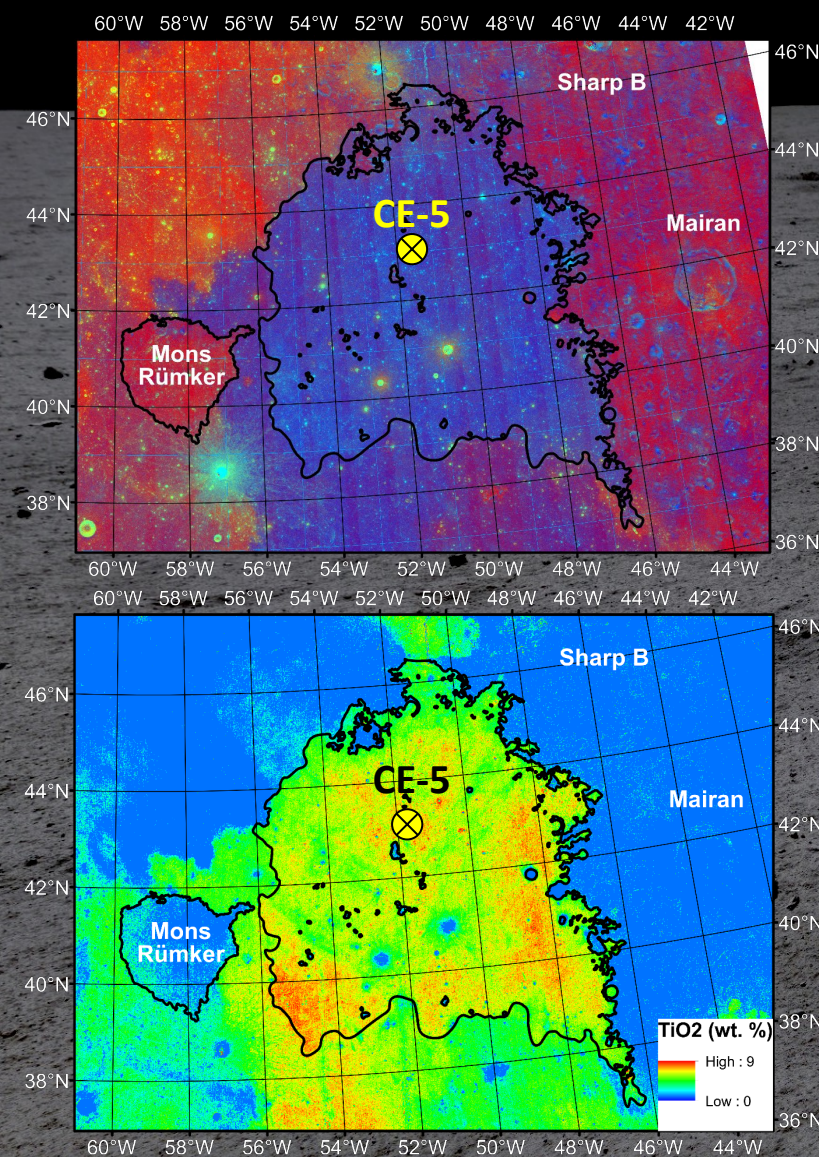 60°W 58°W 56°W 54°W 52°W 50°W 48°W 46°W 44°W 42°W
46°N
Sharp B
46°N
44°N
44°N
CE-5
Mairan
42°N
42°N
Mons
Rümker
40°N
40°N
38°N
38°N
36°N
60°W 58°W 56°W 54°W 52°W 50°W 48°W 46°W 44°W
60°W 58°W 56°W 54°W 52°W 50°W 48°W 46°W 44°W 42°W
46°N
Sharp B
46°N
44°N
44°N
CE-5
Mairan
42°N
42°N
Mons
Rümker
40°N
40°N
38°N
TiO2 (wt. %)
High : 9
38°N
Low : 0
36°N
60°W 58°W 56°W 54°W 52°W 50°W 48°W 46°W 44°W